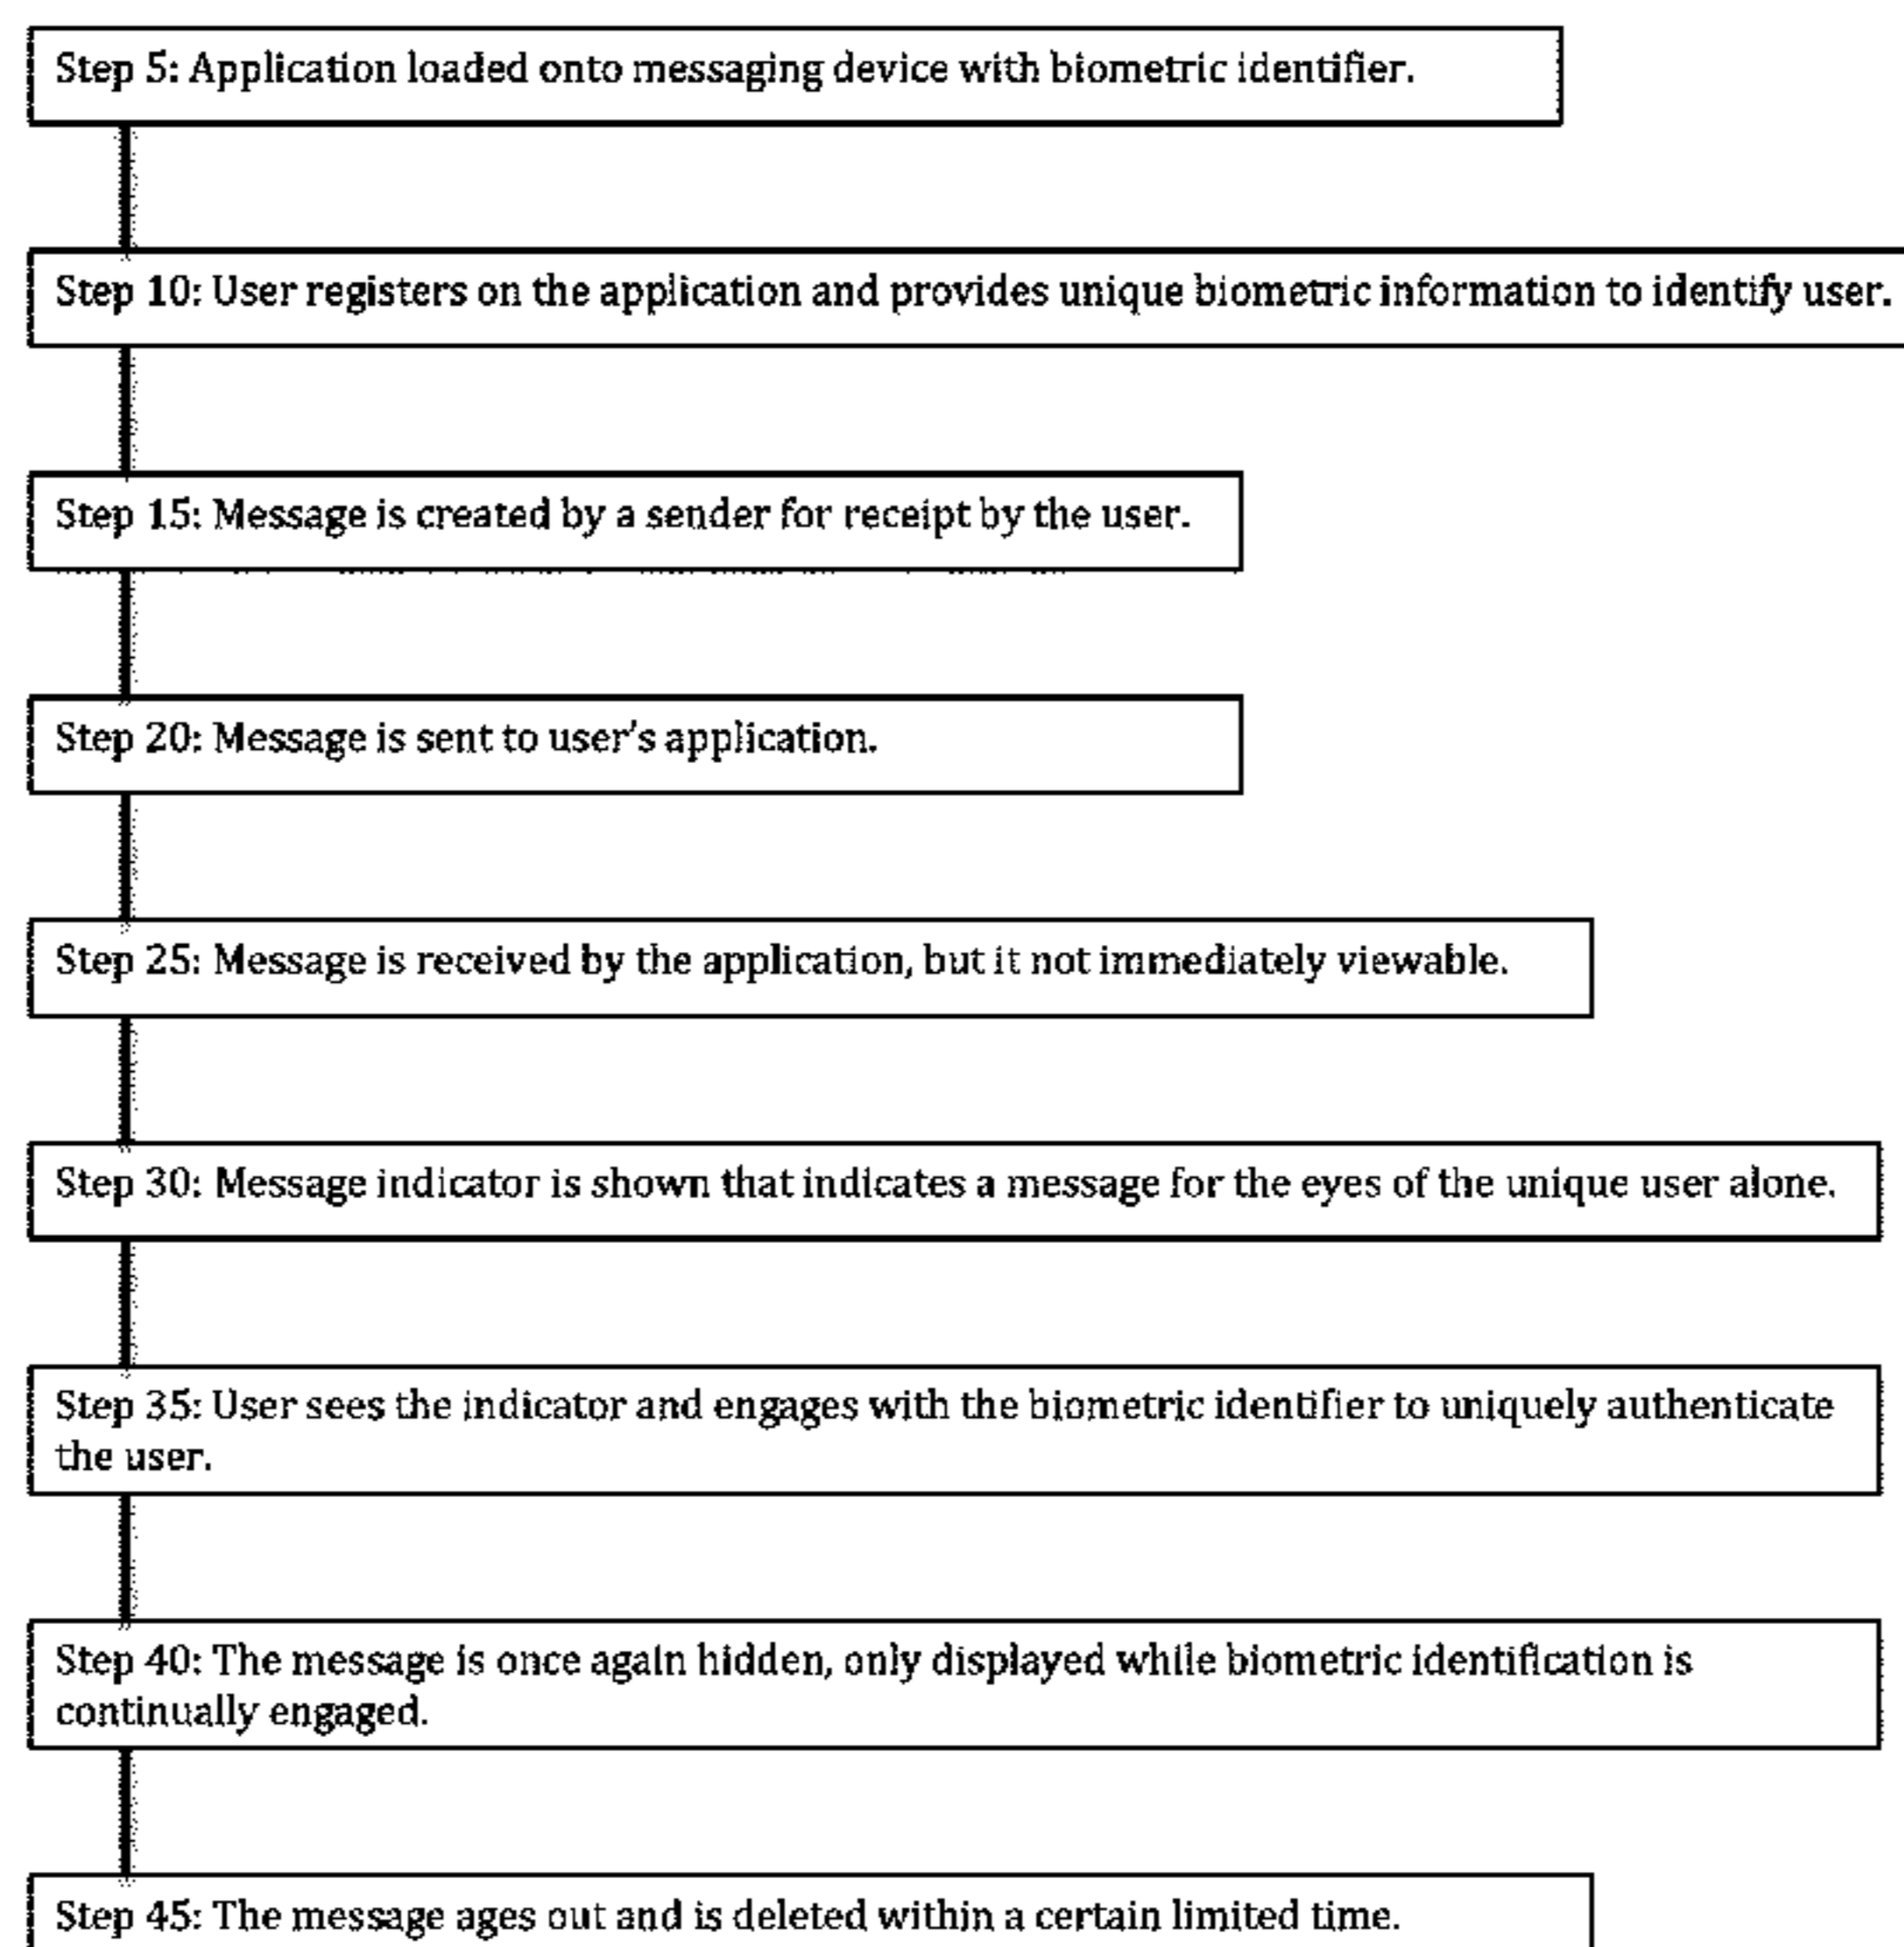 Step 5: Application loaded onto messaging device with biometric identifier.
Step 10: User registers on the application and provides unique biometric information to identify user.
Step 15: Message is created by a sender for receipt by the user.
Step 20: Message is sent to user's application.
Step 25: Message is received by the application, but it not immediately viewable.
Step 30: Message indicator is shown that indicates a message for the eyes of the unique user alone.
Step 35: User sees the indicator and engages with the biometric identifier to uniquely authenticate
the user.
Step 40: The message is once again hidden, only displayed while biometric identification is
continually engaged.
Step 45: The message ages out and is deleted within a certain limited time.